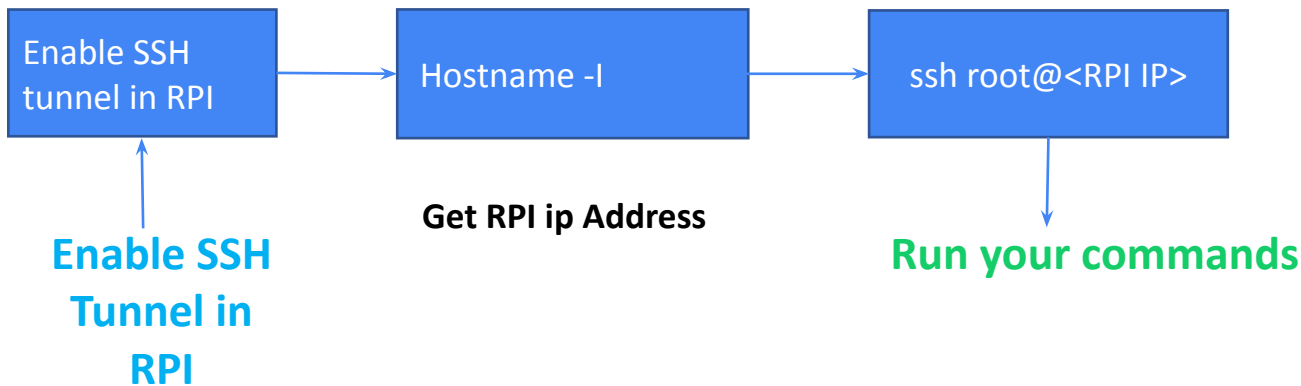 Enable SSH
tunnel in RPI
Hostname -I
ssh root@<RPI IP>
Get RPI ip Address
Enable SSH
Tunnel in
RPI
Run your commands